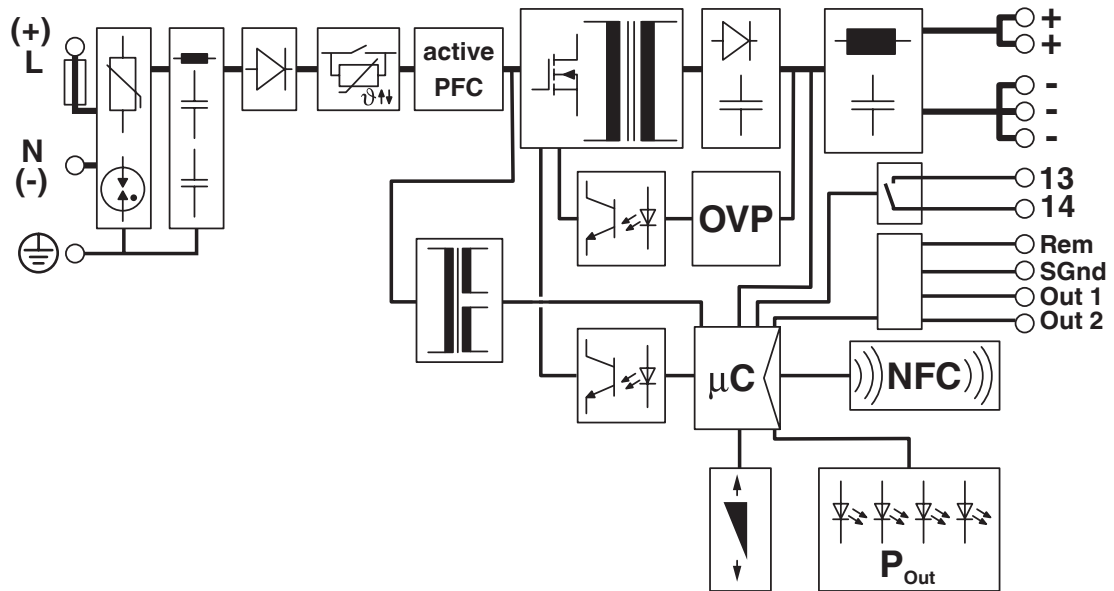 (+)
L
N
(-)
ϑ
active
PFC
+
+
-
-
-
13
14
OVP
Rem
SGnd
Out 1
Out 2
μC
NFC
P Out